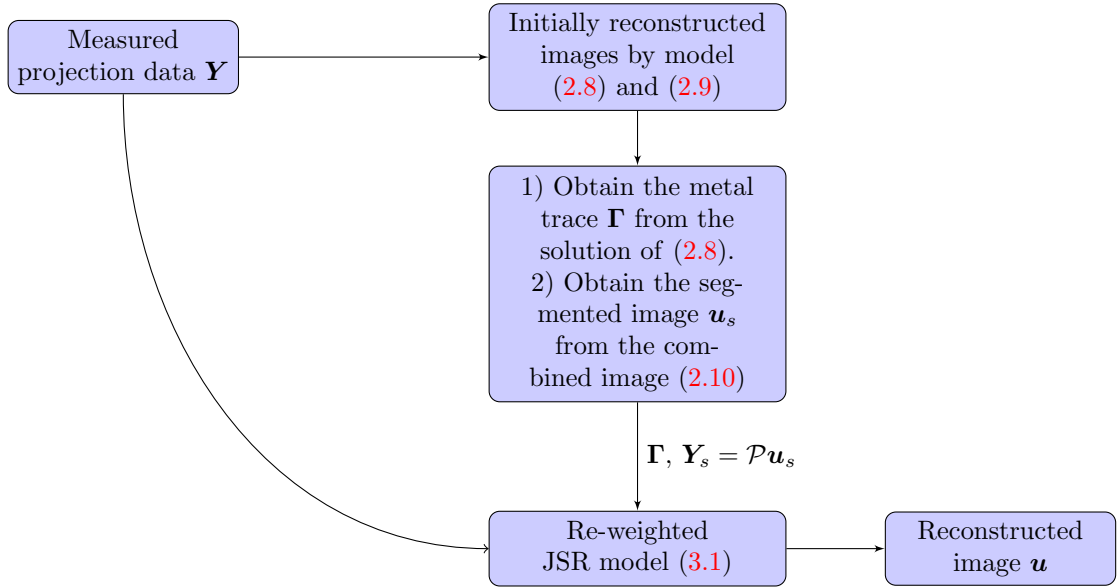 Measured
projection data Y
Initially reconstructed
images by model
(2.8) and (2.9)
1) Obtain the metal
trace Γ from the
solution of (2.8).
2) Obtain the seg-
mented image u_s
from the com-
bined image (2.10)
Γ, Y_s = 𝒫u_s
Re-weighted
JSR model (3.1)
Reconstructed
image u